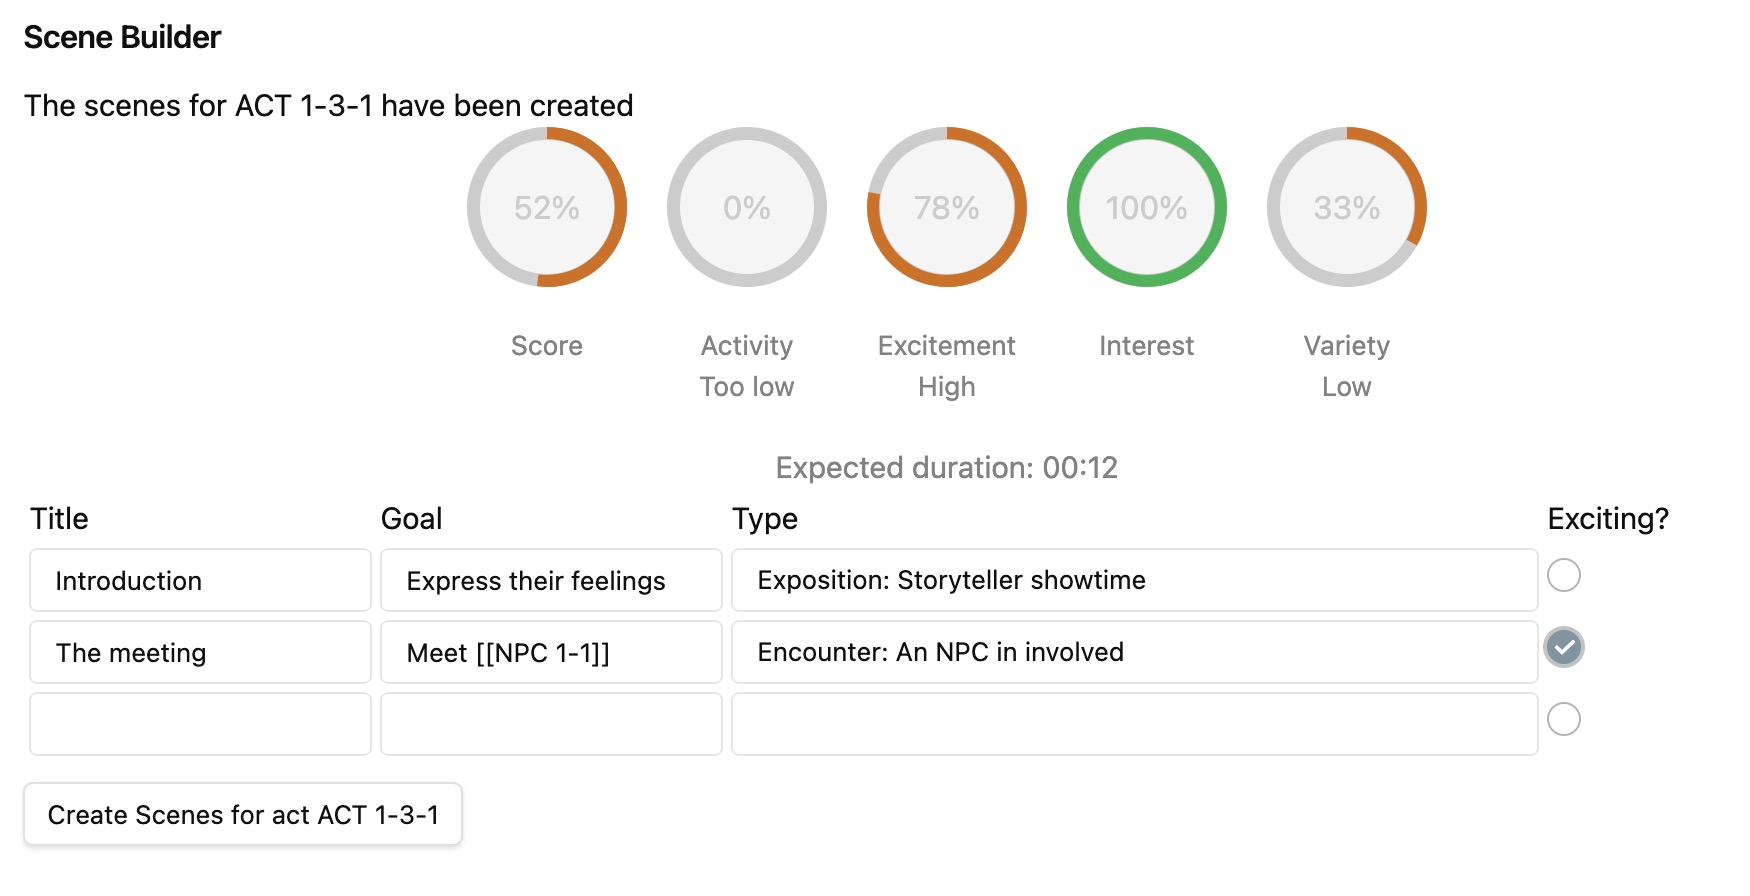 Scene Builder
The scenes for ACT 1-3-1 have been created
52% 0% 78% 100% 33%
Score Activity Excitement Interest Variety
Too low High Low
Expected duration: 00:12
Title Goal Type Exciting?
Introduction Express their feelings Exposition: Storyteller showtime
The meeting Meet [[NPC 1-1]] Encounter: An NPC in involved
Create Scenes for act ACT 1-3-1